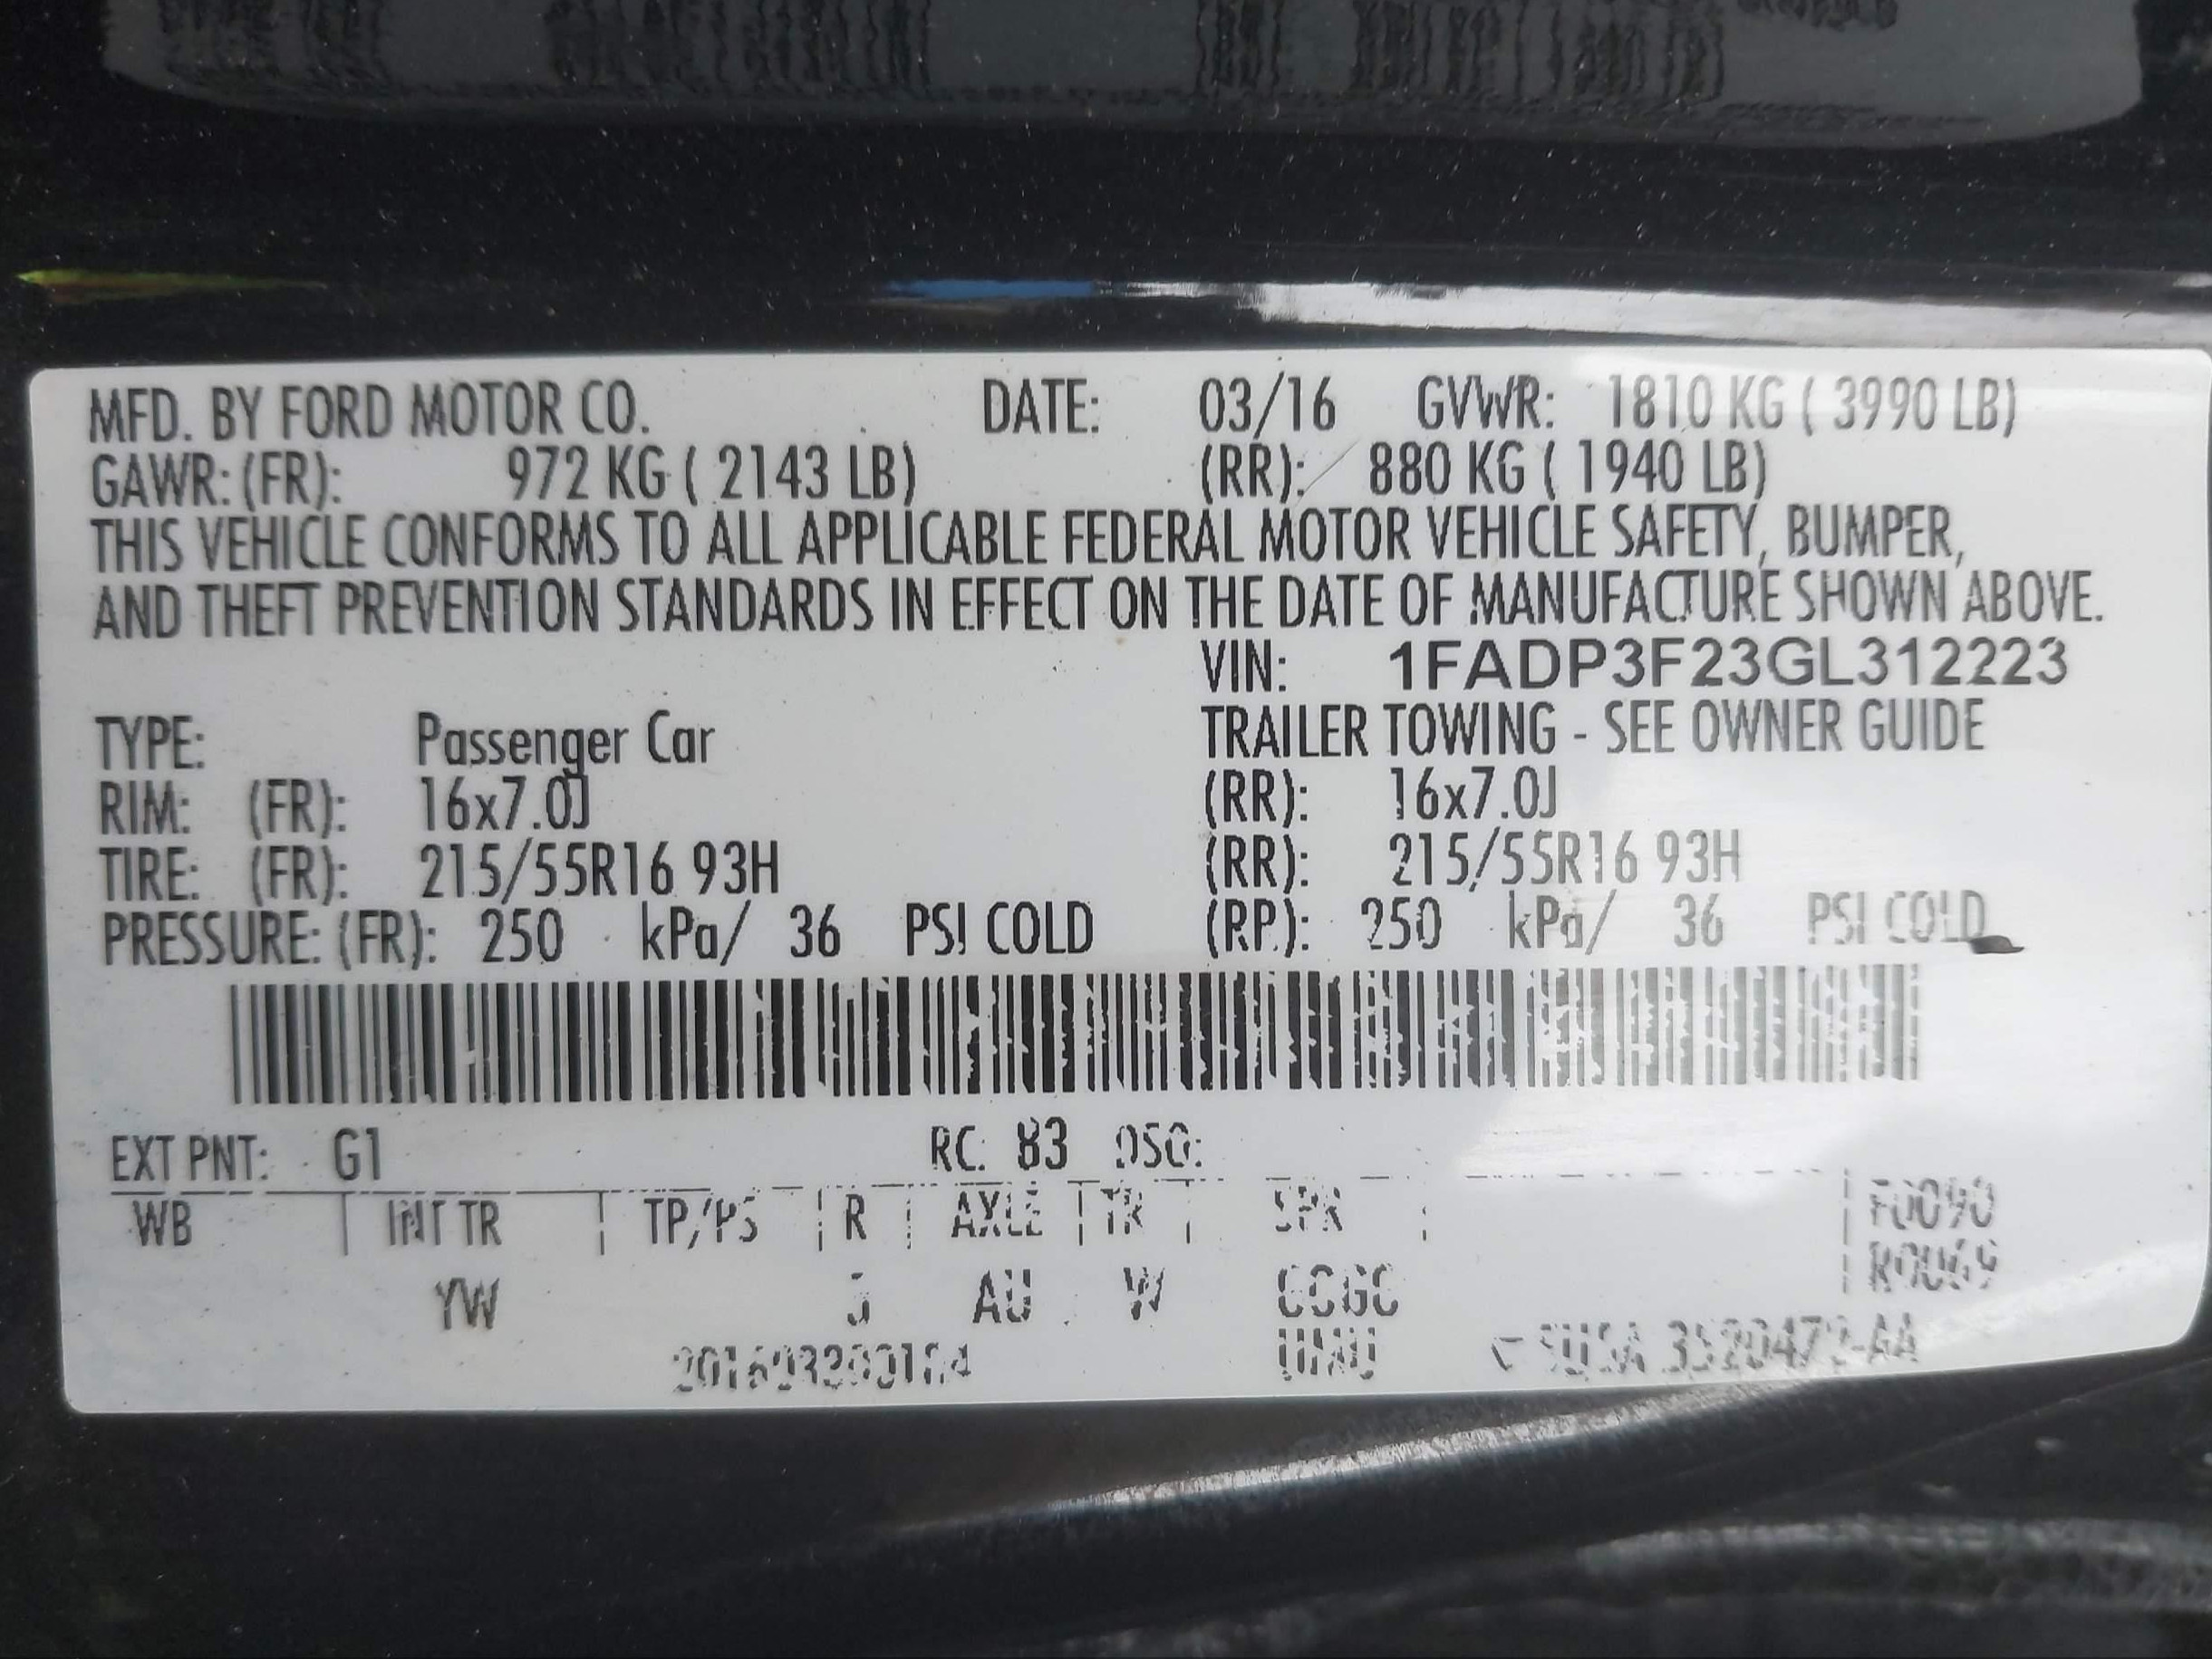 MFD. BY FORD MOTOR CO. DATE: 03/16 GVWR: 1810 KG ( 3990 LB)
GAWR: (FR): 972 KG ( 2143 LB) (RR): 880 KG ( 1940 LB)
THIS VEHICLE CONFORMS TO ALL APPLICABLE FEDERAL MOTOR VEHICLE SAFETY, BUMPER,
AND THEFT PREVENTION STANDARDS IN EFFECT ON THE DATE OF MANUFACTURE SHOWN ABOVE.
VIN: 1FADP3F23GL312223
TYPE: Passenger Car TRAILER TOWING - SEE OWNER GUIDE
RIM: (FR): 16x7.0J (RR): 16x7.0J
TIRE: (FR): 215/55R16 93H (RR): 215/55R16 93H
PRESSURE: (FR): 250 kPa/ 36 PSI COLD (RR): 250 kPa/ 36 PSI COLD
EXT PNT: G1 RC: 83 DSO:
WB INT TR TP/PS R AXLE TR SPR
YW AU W